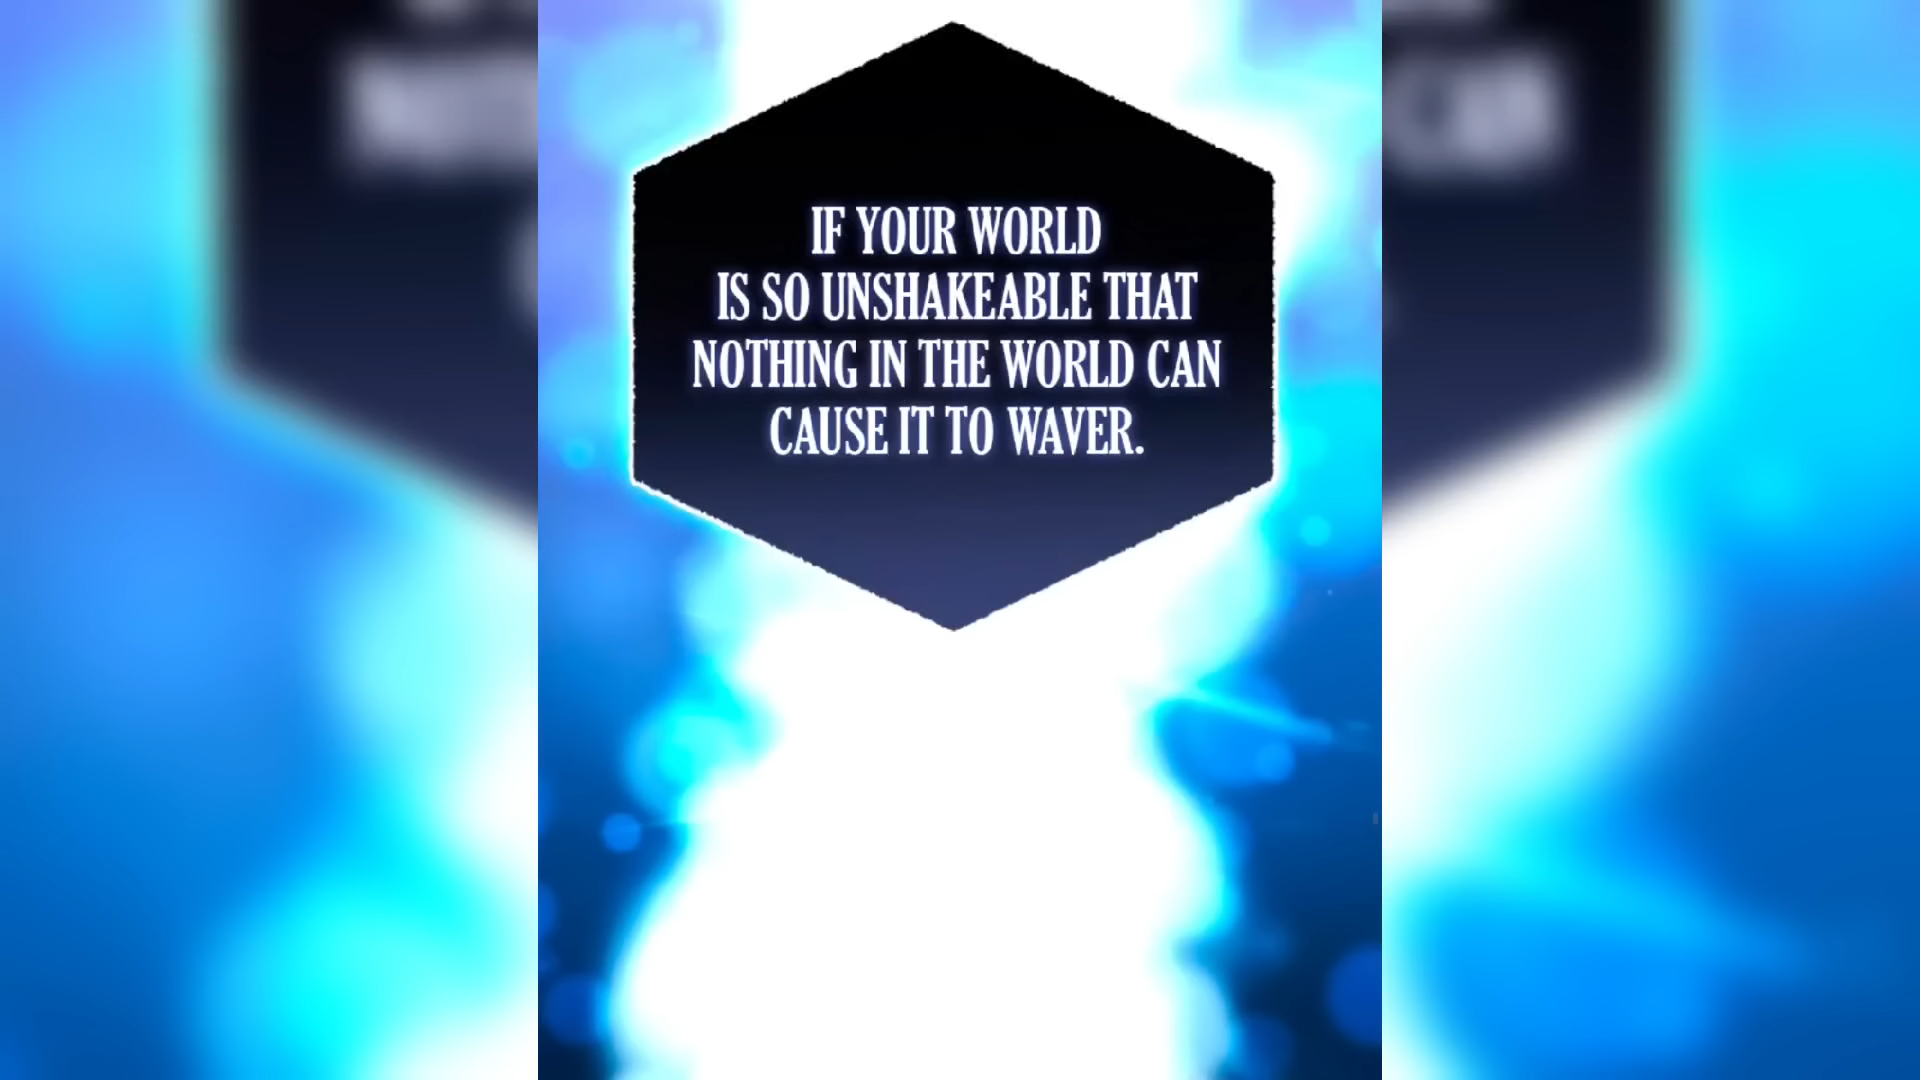 IF YOUR WORLD
IS SO UNSHAKEABLE THAT
NOTHING IN THE WORLD CAN
CAUSE IT TO WAVER.